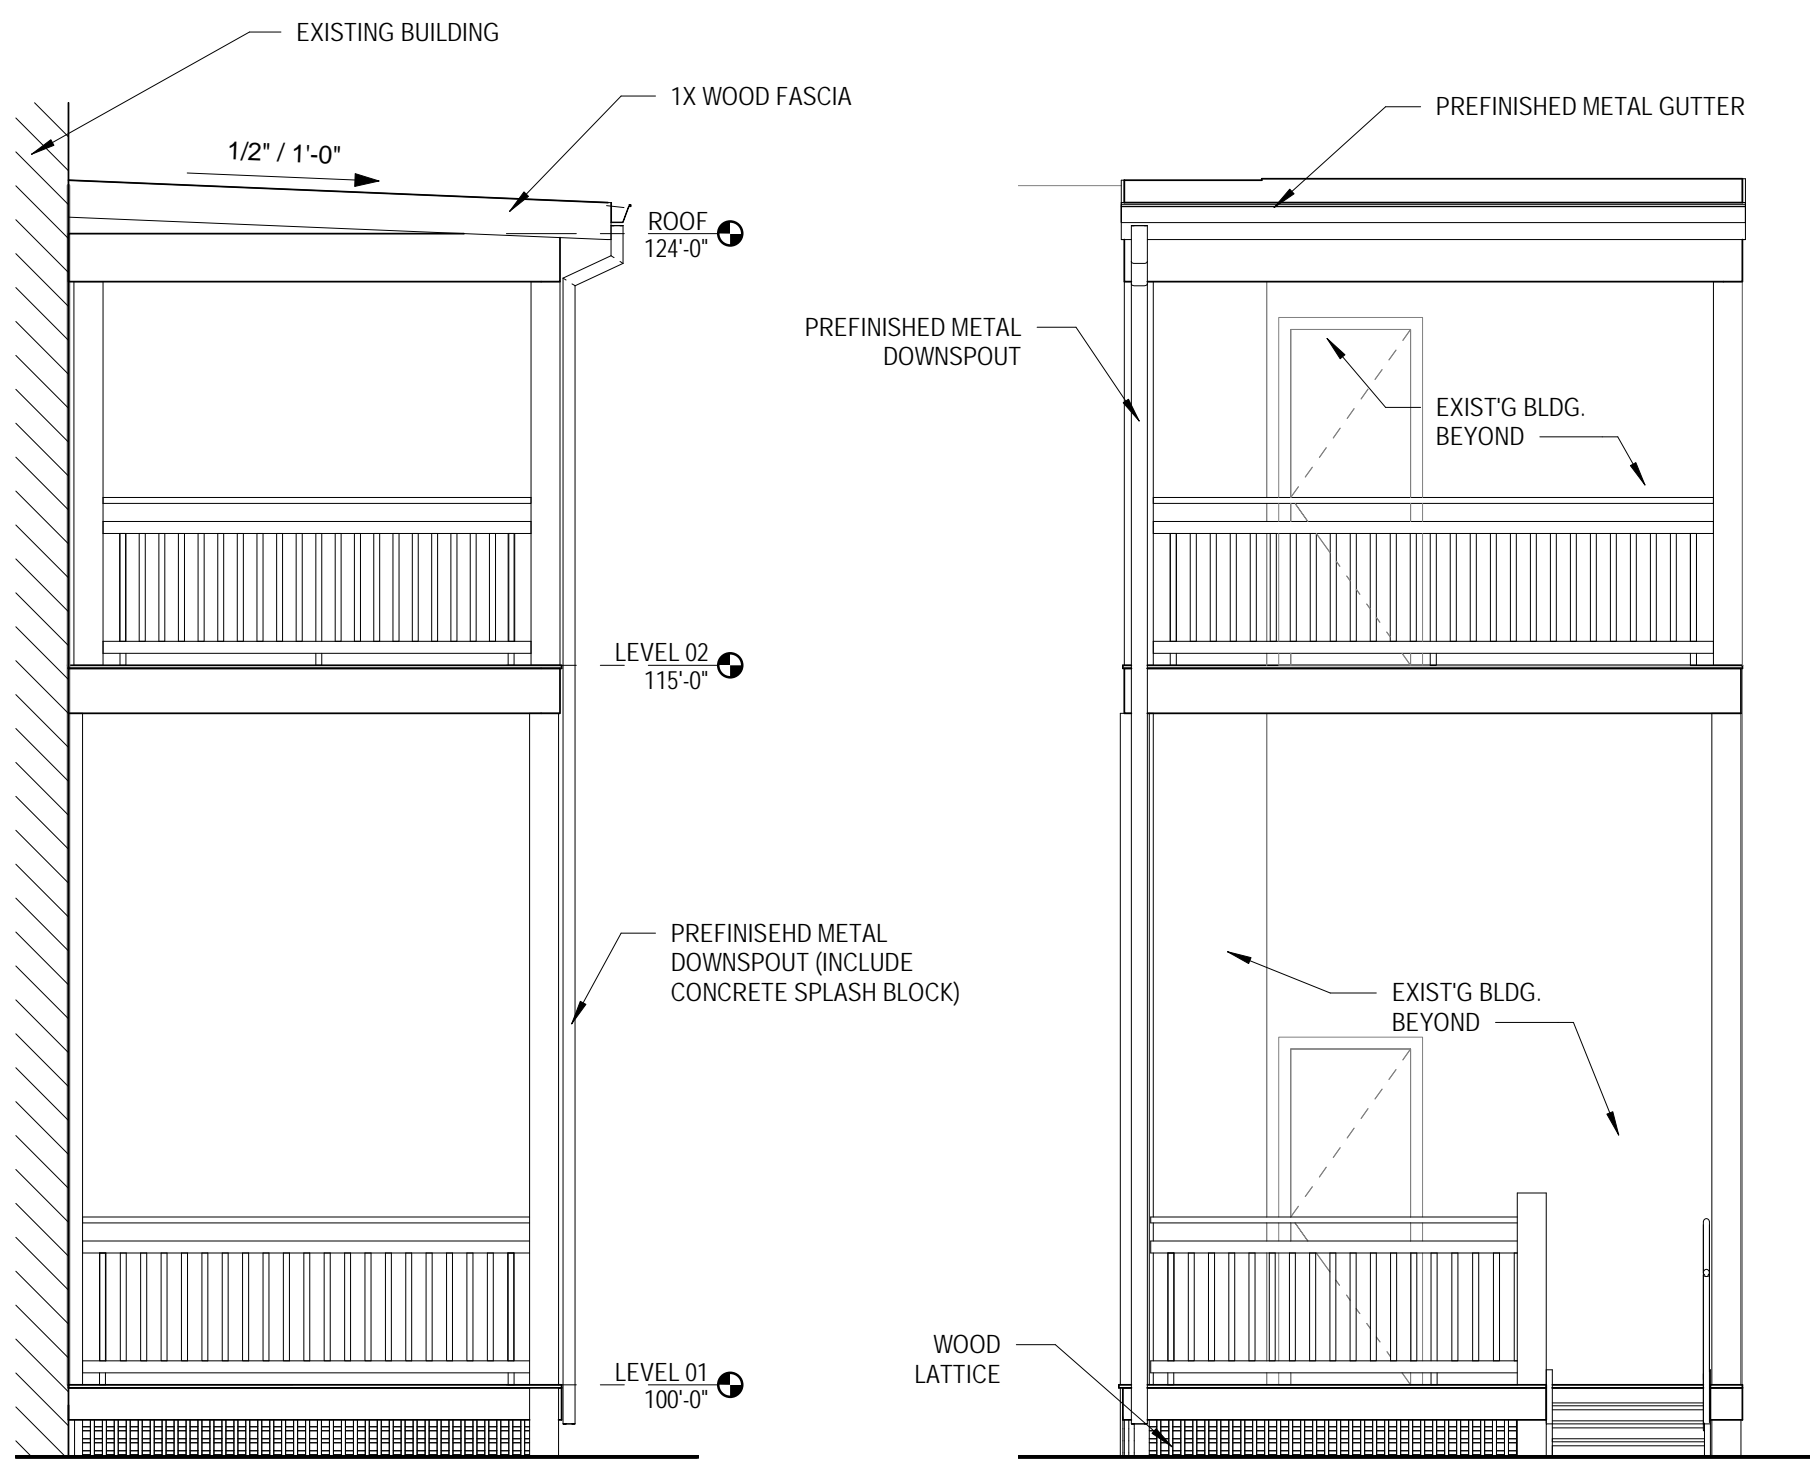 EXISTING BUILDING
1X WOOD FASCIA
1/2" / 1'-0"
ROOF
124'-0"
LEVEL 02
115'-0"
PREFINISEHD METAL
DOWNSPOUT (INCLUDE
CONCRETE SPLASH BLOCK)
LEVEL 01
100'-0"
PREFINISHED METAL GUTTER
PREFINISHED METAL
DOWNSPOUT
EXIST'G BLDG.
BEYOND
EXIST'G BLDG.
BEYOND
WOOD
LATTICE